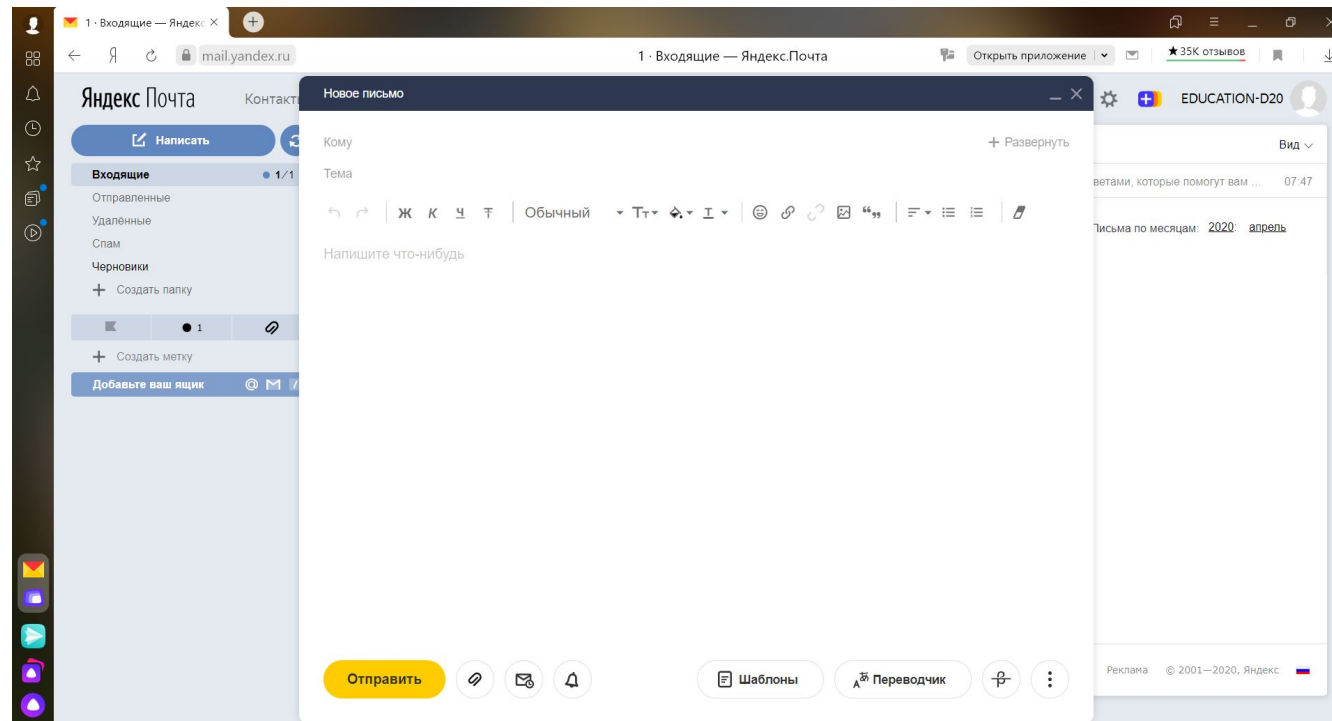 1 · Входящие — Яндекс
mail.yandex.ru
1 · Входящие — Яндекс.Почта
Открыть приложение
★35K отзывов
Яндекс Почта
Контакт
EDUCATION-D20
Написать
Входящие 1/1
Отправленные
Удалённые
Спам
Черновики
+ Создать папку
1
+ Создать метку
Добавьте ваш ящик
Новое письмо
Кому
+ Развернуть
Тема
Ж К Ч Т Обычный
Напишите что-нибудь
Отправить
Шаблоны
Переводчик
Вид
ветами, которые помогут вам ... 07:47
Письма по месяцам: 2020: апрель
Реклама © 2001—2020, Яндекс